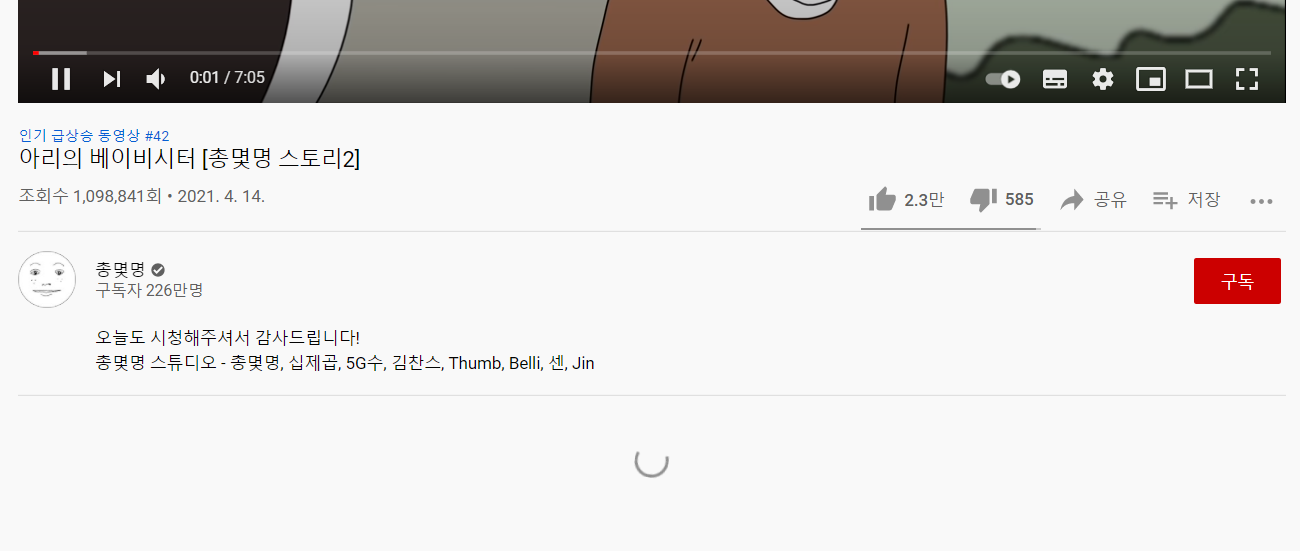 0:01 / 7:05
인기 급상승 동영상 #42
아리의 베이비시터 [총몇명 스토리2]
조회수 1,098,841회 • 2021. 4. 14.
2.3만 585 공유 저장
총몇명
구독자 226만명
구독
오늘도 시청해주셔서 감사드립니다!
총몇명 스튜디오 - 총몇명, 십제곱, 5G수, 김찬스, Thumb, Belli, 센, Jin